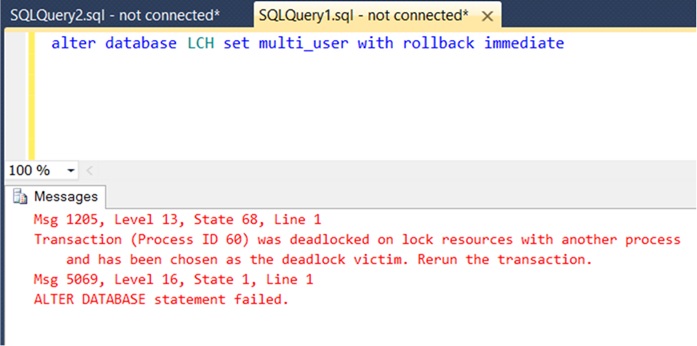 SQLQuery2.sql - not connected*
SQLQuery1.sql - not connected*
alter database LCH set multi_user with rollback immediate
100 %
Messages
Msg 1205, Level 13, State 68, Line 1
Transaction (Process ID 60) was deadlocked on lock resources with another process
and has been chosen as the deadlock victim. Rerun the transaction.
Msg 5069, Level 16, State 1, Line 1
ALTER DATABASE statement failed.